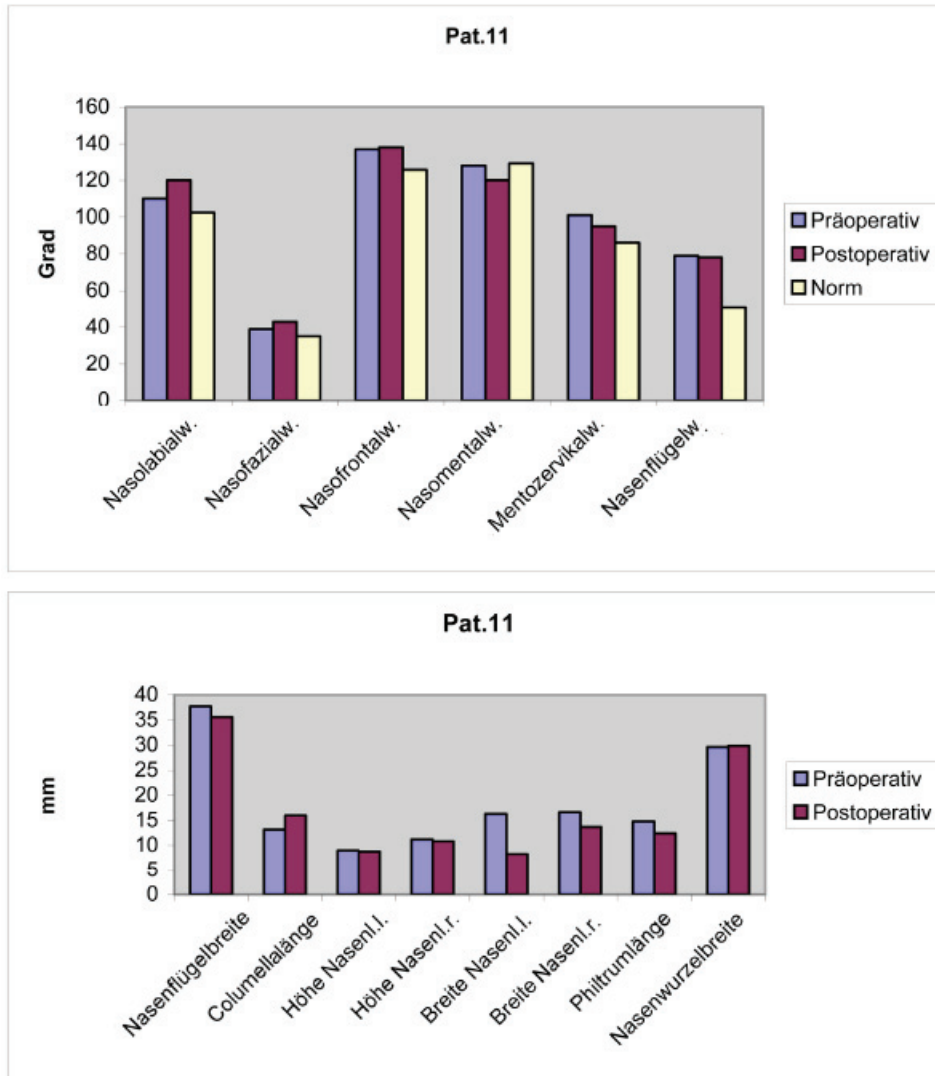 Pat.11
160
140
120
100
80
60
40
20
0
Grad
Nasolabialw.
Nasofazialw.
Nasofrontalw.
Nasomentalw.
Mentozervikalw.
Nasenflügelw.
Präoperativ
Postoperativ
Norm
Pat.11
40
35
30
25
20
15
10
5
0
mm
Nasenflügelbreite
Columellalänge
Höhe Nasenl.l.
Höhe Nasenl.r.
Breite Nasenl.l.
Breite Nasenl.r.
Philtrumlänge
Nasenwurzelbreite
Präoperativ
Postoperativ